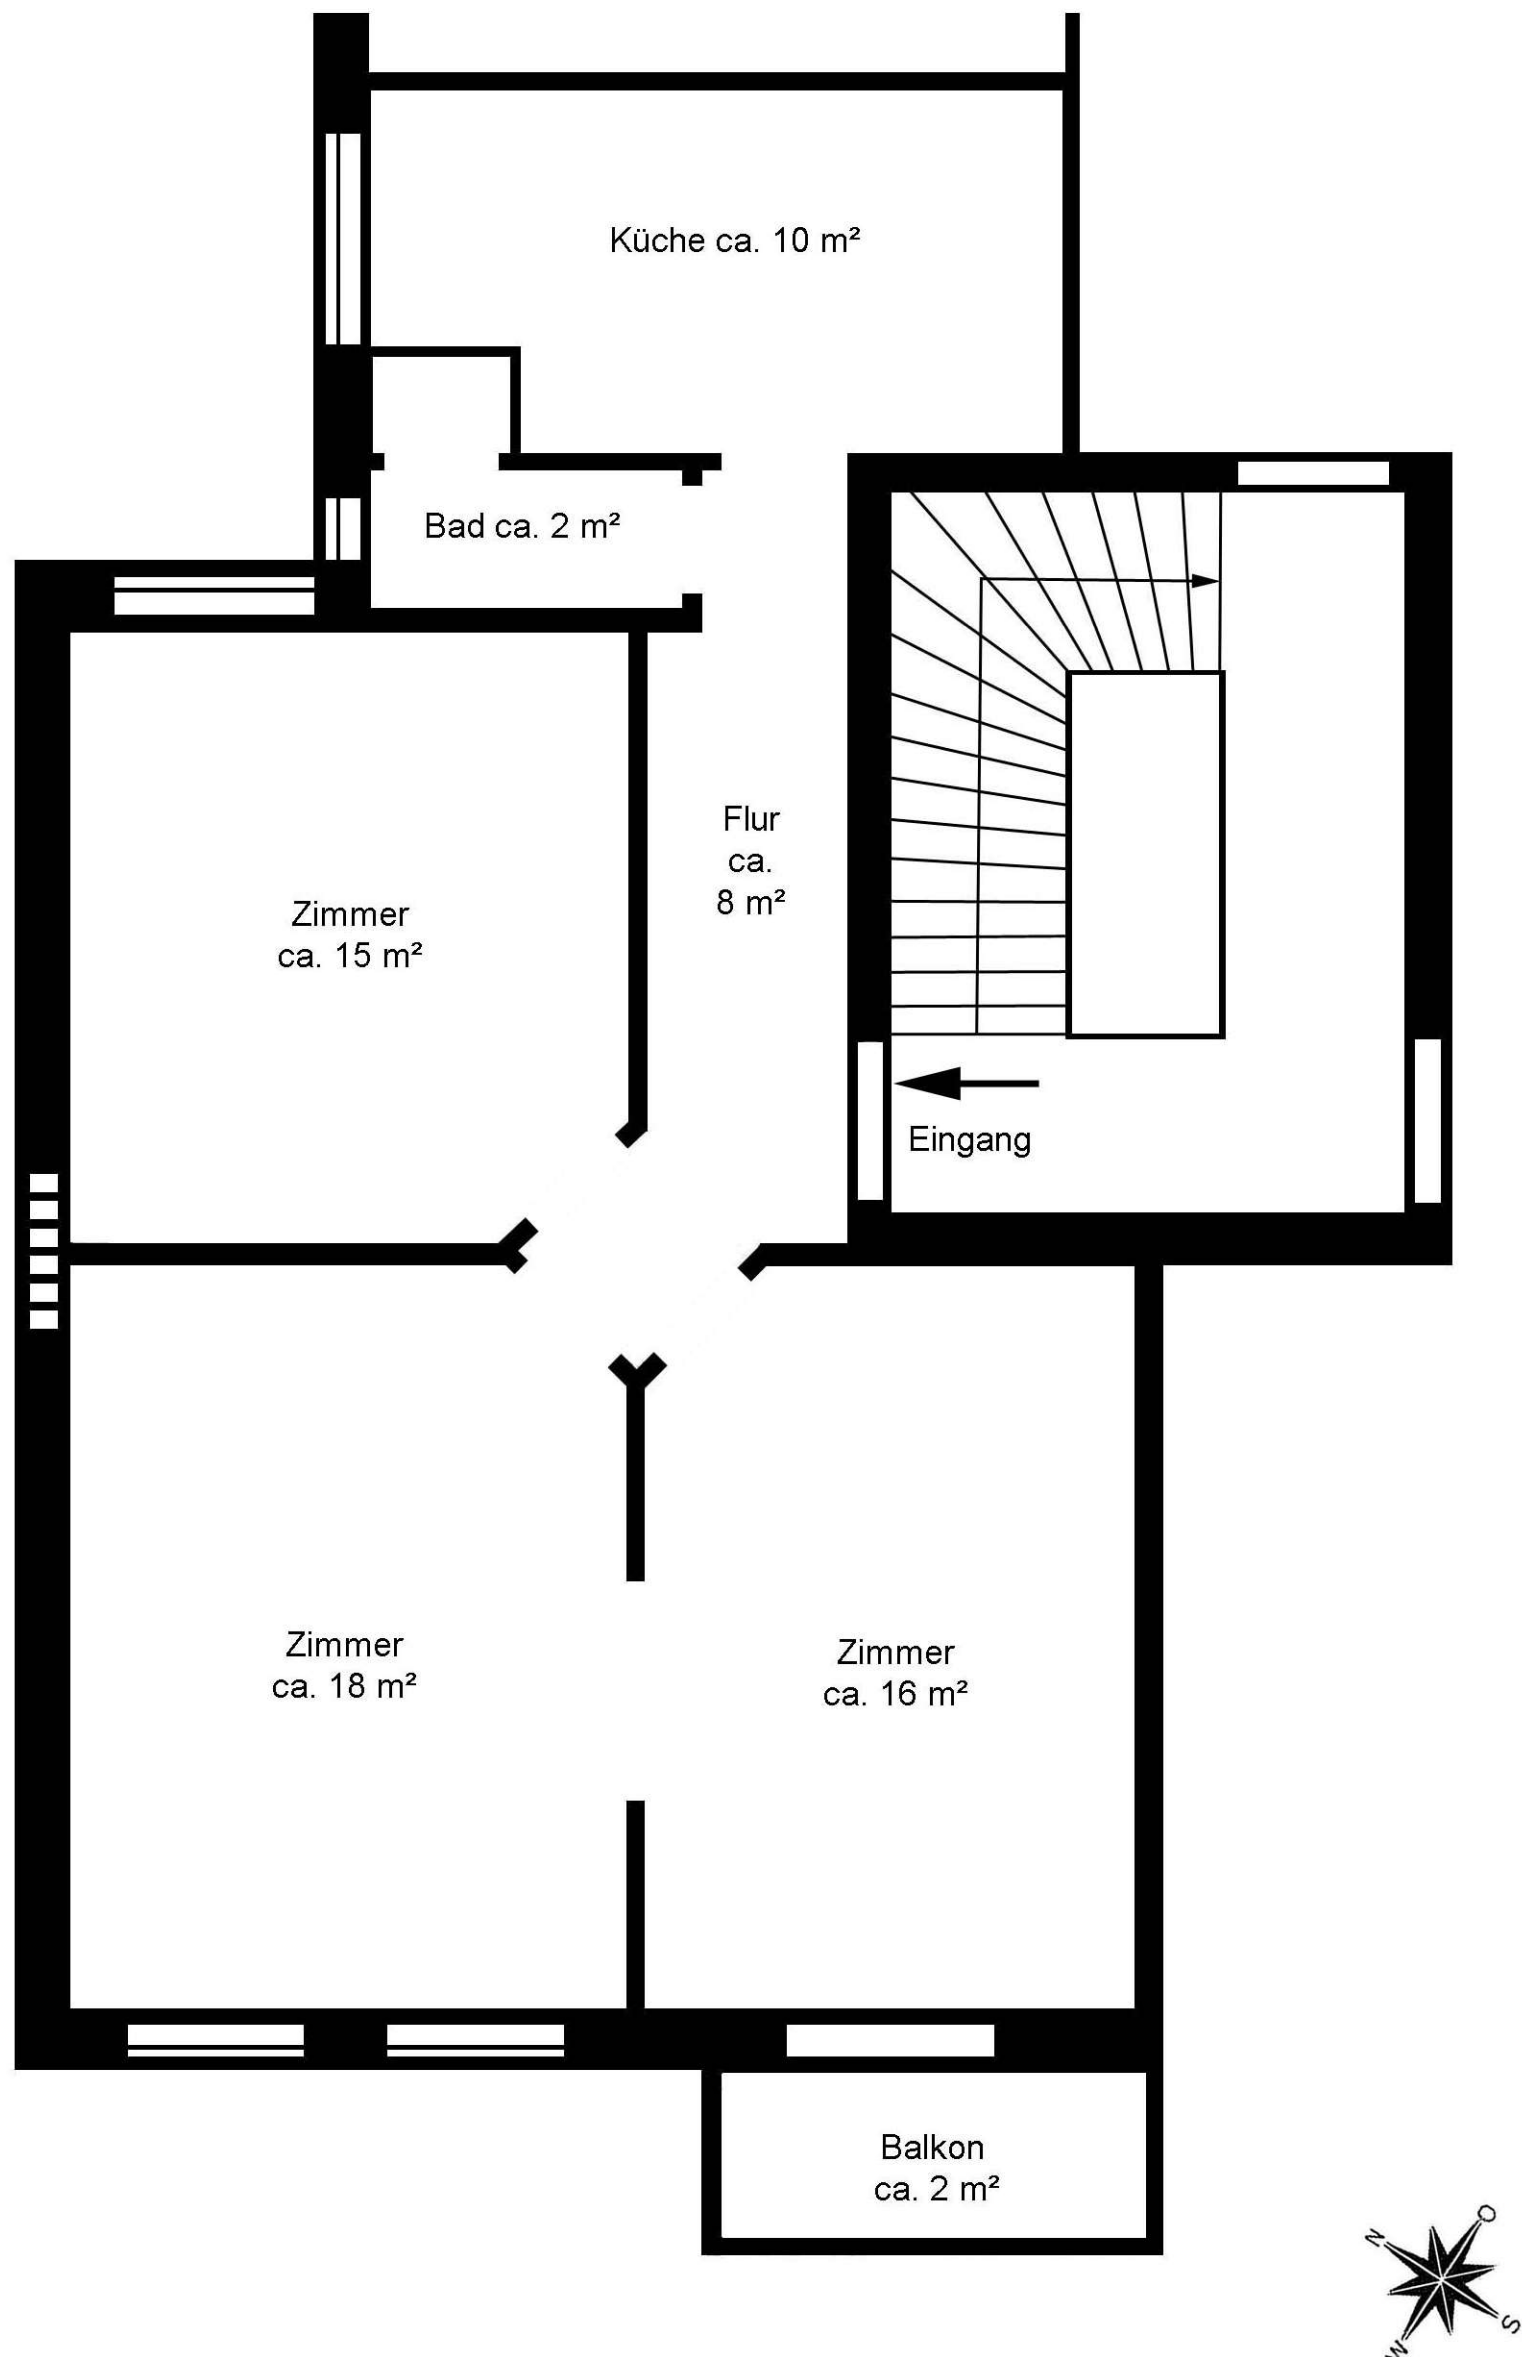 Küche ca. 10 m²
Bad ca. 2 m²
Flur
ca.
8 m²
Zimmer
ca. 15 m²
Eingang
Zimmer
ca. 18 m²
Zimmer
ca. 16 m²
Balkon
ca. 2 m²
O
N
S
W